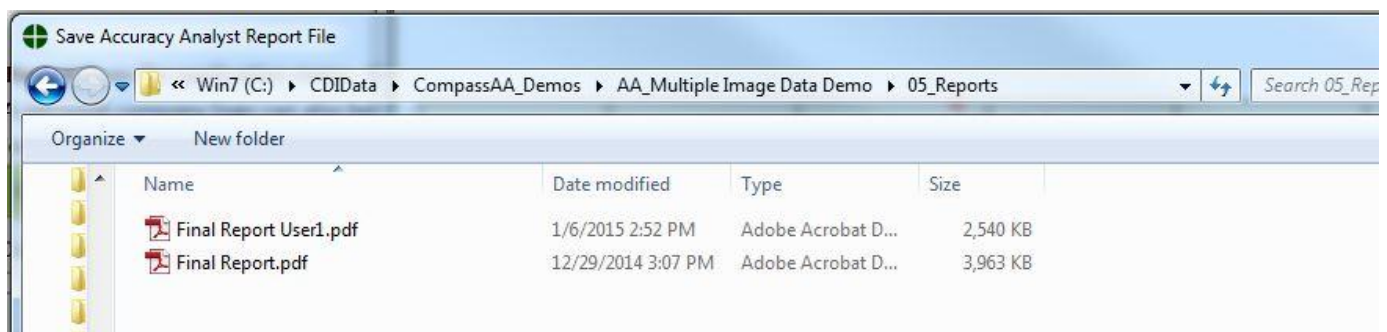 Save Accuracy Analyst Report File
« Win7 (C:) ▸ CDIData ▸ CompassAA_Demos ▸ AA_Multiple Image Data Demo ▸ 05_Reports Search 05_Rep
Organize New folder
Name Date modified Type Size
Final Report User1.pdf 1/6/2015 2:52 PM Adobe Acrobat D... 2,540 KB
Final Report.pdf 12/29/2014 3:07 PM Adobe Acrobat D... 3,963 KB